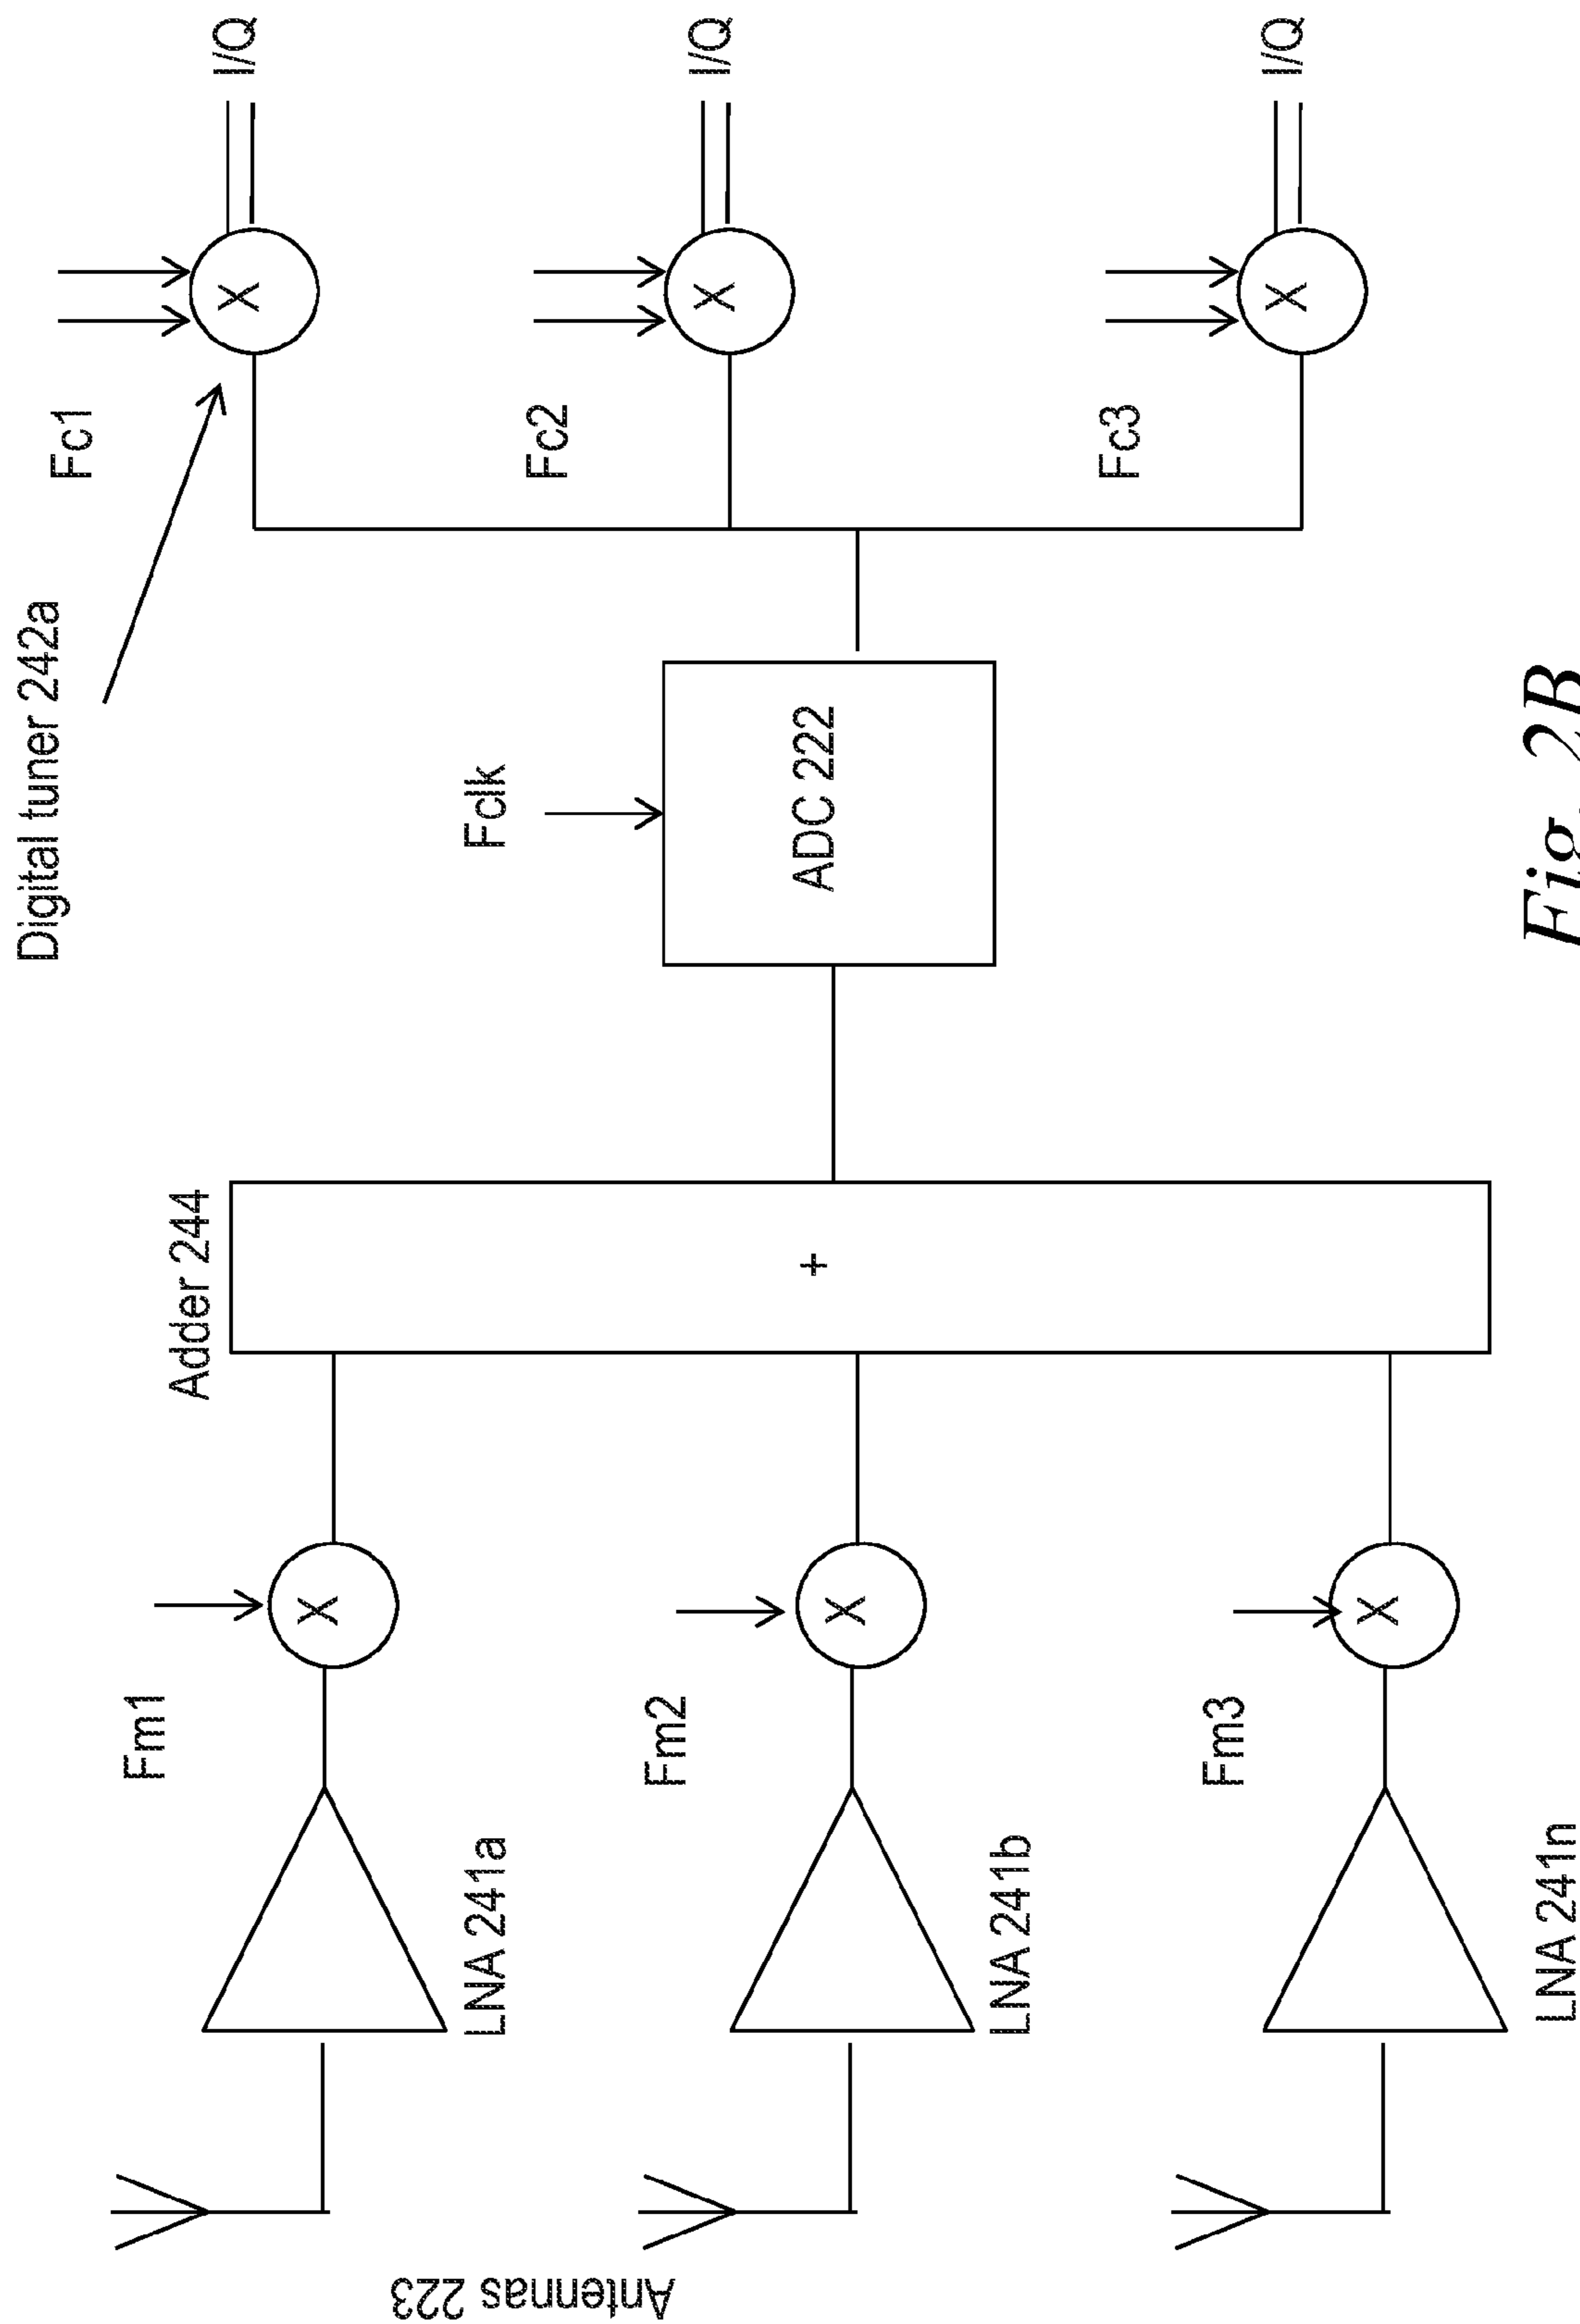 Antennas 223
LNA 241a
Fm1
X
LNA 241b
Fm2
X
LNA 241n
Fm3
X
Adder 244
+
Fclk
ADC 222
Digital tuner 242a
Fc1
X
I/Q
Fc2
X
I/Q
Fc3
X
I/Q
Fig. 2B